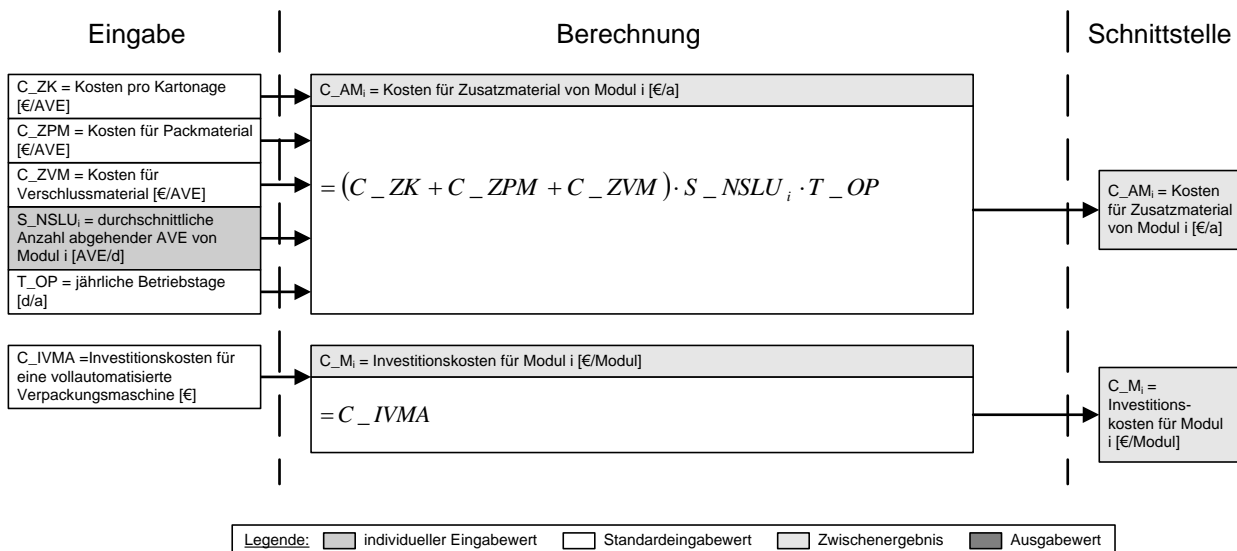 Eingabe
Berechnung
Schnittstelle
C_ZK = Kosten pro Kartonage
[€/AVE]
C_ZPM = Kosten für Packmaterial
[€/AVE]
C_ZVM = Kosten für
Verschlussmaterial [€/AVE]
S_NSLUᵢ = durchschnittliche
Anzahl abgehender AVE von
Modul i [AVE/d]
T_OP = jährliche Betriebstage
[d/a]
C_AMᵢ = Kosten für Zusatzmaterial von Modul i [€/a]
= (C_ZK + C_ZPM + C_ZVM) · S_NSLUᵢ · T_OP
C_AMᵢ = Kosten
für Zusatzmaterial
von Modul i [€/a]
C_IVMA =Investitionskosten für
eine vollautomatisierte
Verpackungsmaschine [€]
C_Mᵢ = Investitionskosten für Modul i [€/Modul]
= C_IVMA
C_Mᵢ =
Investitions-
kosten für Modul
i [€/Modul]
Legende: individueller Eingabewert Standardeingabewert Zwischenergebnis Ausgabewert